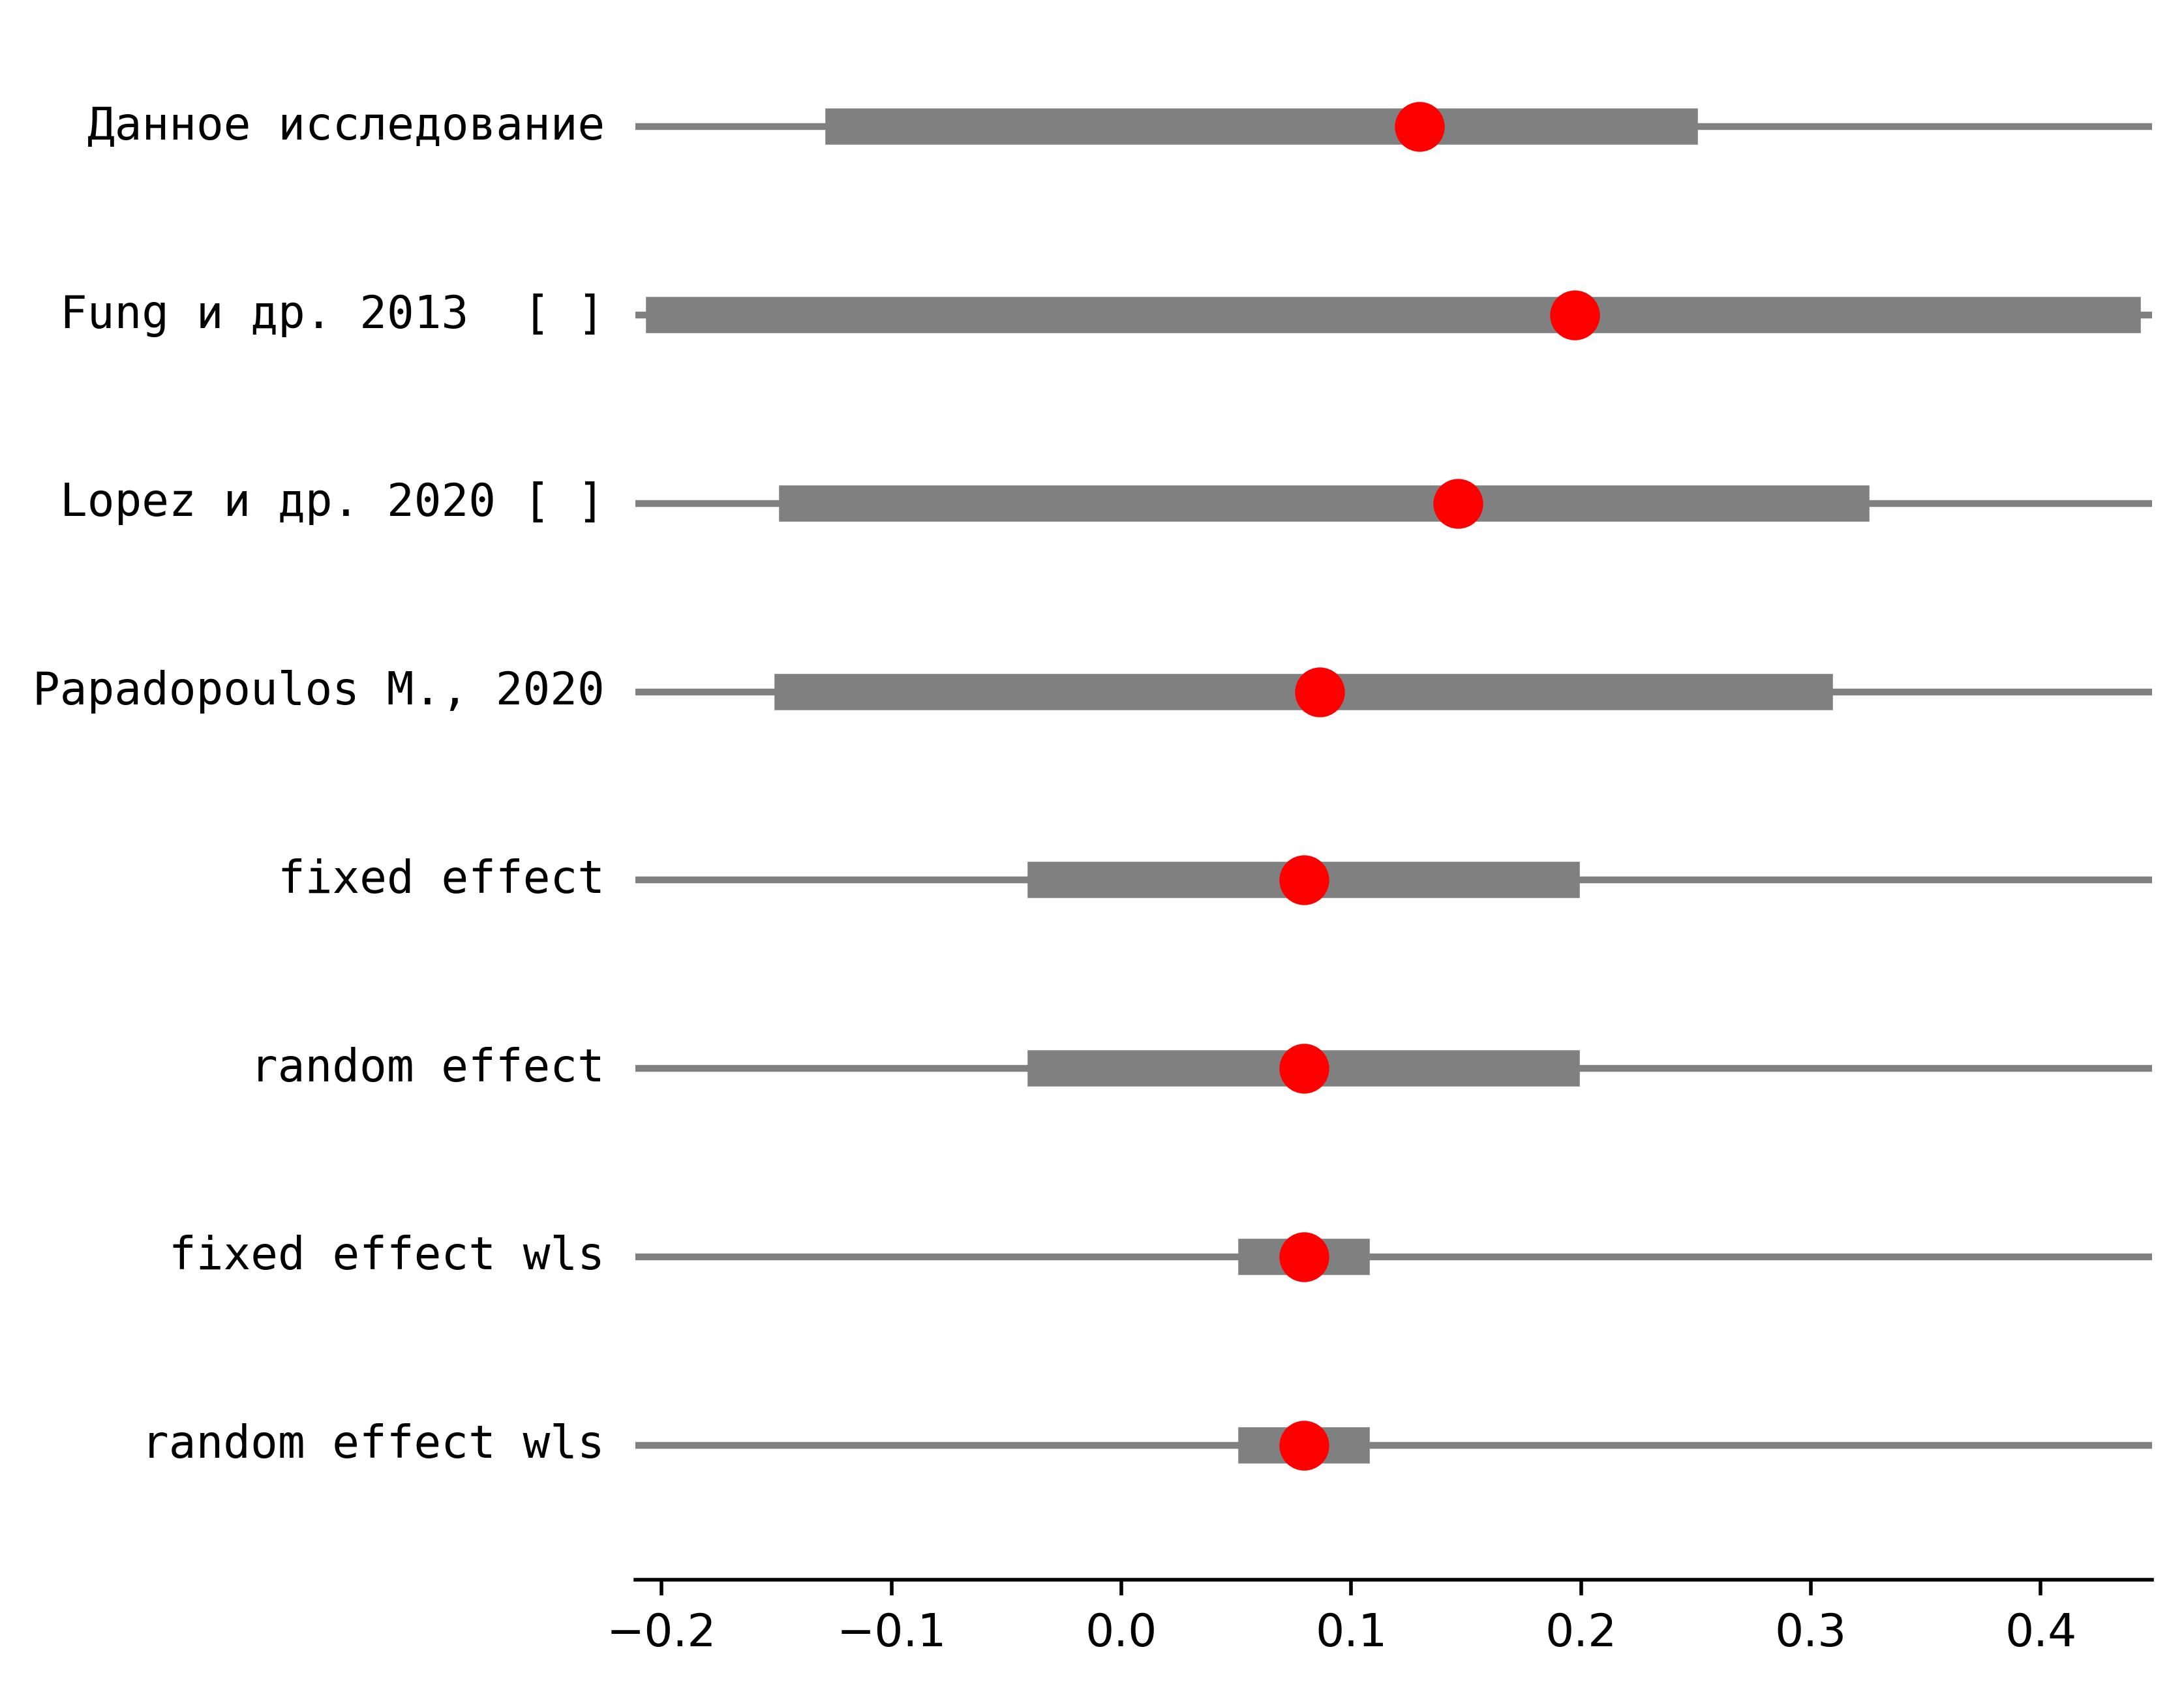 Данное исследование
Fung и др. 2013  [ ]
Lopez и др. 2020 [ ]
Papadopoulos M., 2020
fixed effect
random effect
fixed effect wls
random effect wls
−0.2 −0.1 0.0 0.1 0.2 0.3 0.4